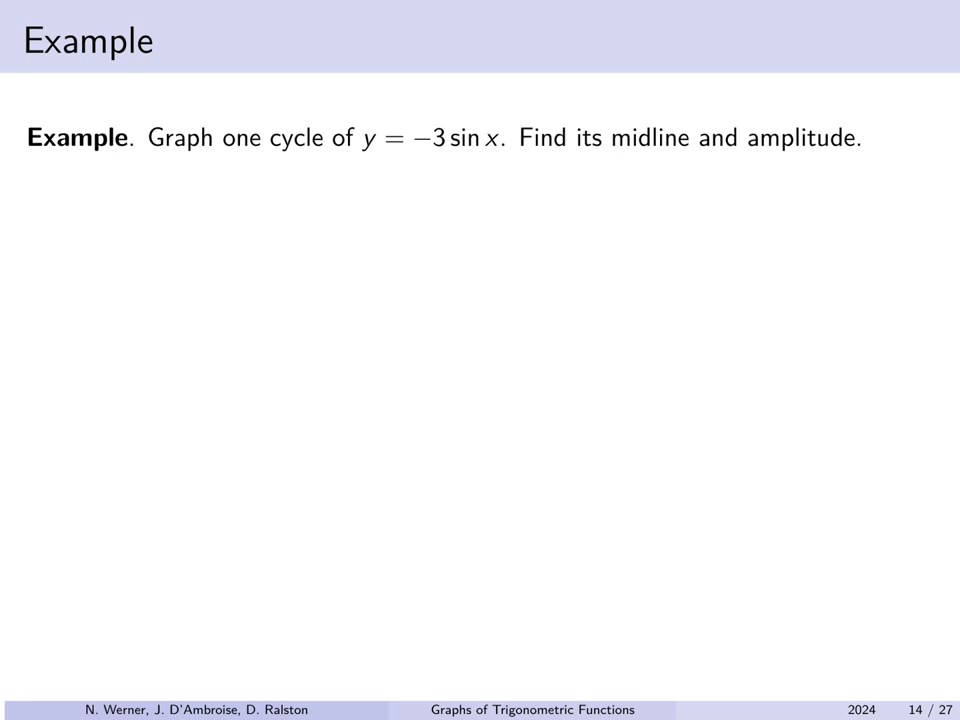 Example
Example. Graph one cycle of y = −3 sin x. Find its midline and amplitude.
N. Werner, J. D'Ambroise, D. Ralston Graphs of Trigonometric Functions 2024 14 / 27